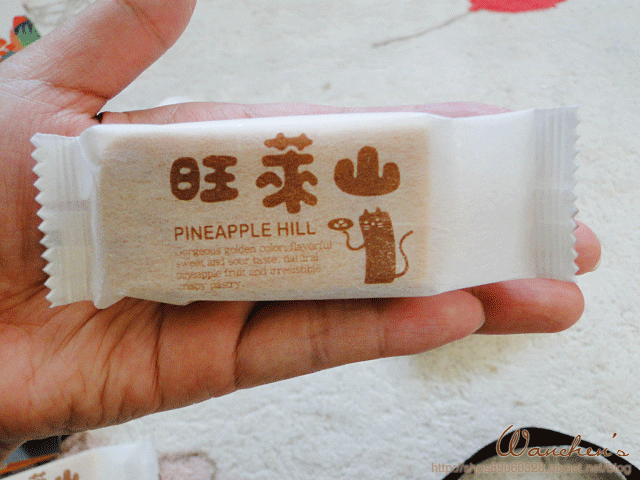 旺萊山
PINEAPPLE HILL
Gorgeous golden color, flavorful
sweet and sour taste, natural
pineapple fruit and irresistible
crispy pastry.
Wanchen's